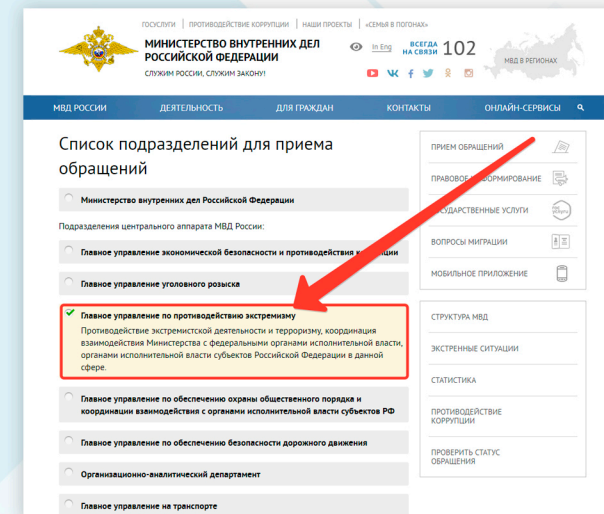 ГОСУСЛУГИ | ПРОТИВОДЕЙСТВИЕ КОРРУПЦИИ | НАШИ ПРОЕКТЫ | «СЕМЬЯ В ПОГОНАХ»
МИНИСТЕРСТВО ВНУТРЕННИХ ДЕЛ
РОССИЙСКОЙ ФЕДЕРАЦИИ
СЛУЖИМ РОССИИ, СЛУЖИМ ЗАКОНУ!
In Eng
ВСЕГДА
НА СВЯЗИ 102
МВД В РЕГИОНАХ
МВД РОССИИ ДЕЯТЕЛЬНОСТЬ ДЛЯ ГРАЖДАН КОНТАКТЫ ОНЛАЙН-СЕРВИСЫ
Список подразделений для приема
обращений
Министерство внутренних дел Российской Федерации
Подразделения центрального аппарата МВД России:
Главное управление экономической безопасности и противодействия
Главное управление уголовного розыска
Главное управление по противодействию экстремизму
Противодействие экстремистской деятельности и терроризму, координация
взаимодействия Министерства с федеральными органами исполнительной власти,
органами исполнительной власти субъектов Российской Федерации в данной
сфере.
Главное управление по обеспечению охраны общественного порядка и
координации взаимодействия с органами исполнительной власти субъектов РФ
Главное управление по обеспечению безопасности дорожного движения
Организационно-аналитический департамент
Главное управление на транспорте
ПРИЕМ ОБРАЩЕНИЙ
ПРАВОВОЕ
УСЛУГИ
ВОПРОСЫ МИГРАЦИИ
МОБИЛЬНОЕ ПРИЛОЖЕНИЕ
СТРУКТУРА МВД
ЭКСТРЕННЫЕ СИТУАЦИИ
СТАТИСТИКА
ПРОТИВОДЕЙСТВИЕ
КОРРУПЦИИ
ПРОВЕРИТЬ СТАТУС
ОБРАЩЕНИЯ